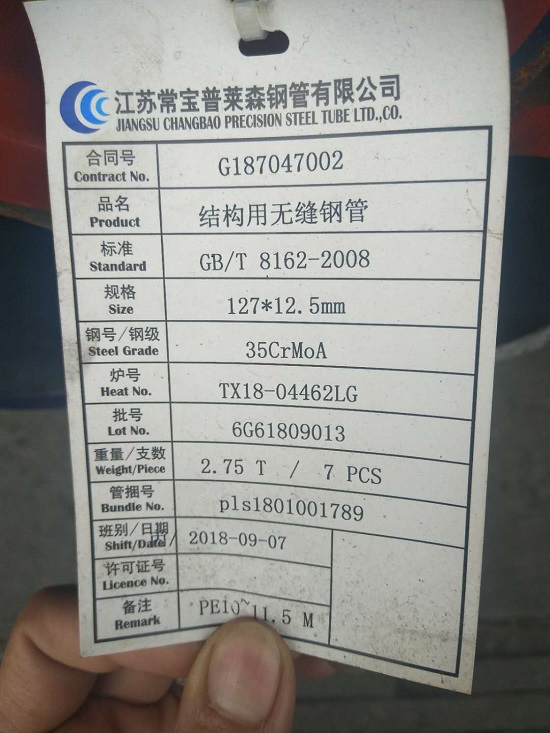 江苏常宝普莱森钢管有限公司
JIANGSU CHANGBAO PRECISION STEEL TUBE LTD.,CO.
合同号 G187047002
Contract No.
品名 结构用无缝钢管
Product
标准 GB/T 8162-2008
Standard
规格 127*12.5mm
Size
钢号/钢级 35CrMoA
Steel Grade
炉号 TX18-04462LG
Heat No.
批号 6G61809013
Lot No.
重量/支数 2.75 T / 7 PCS
Weight/Piece
管捆号 pls1801001789
Bundle No.
班别/日期 丙/ 2018-09-07
Shift/Date
许可证号
Licence No.
备注 PE10~11.5 M
Remark